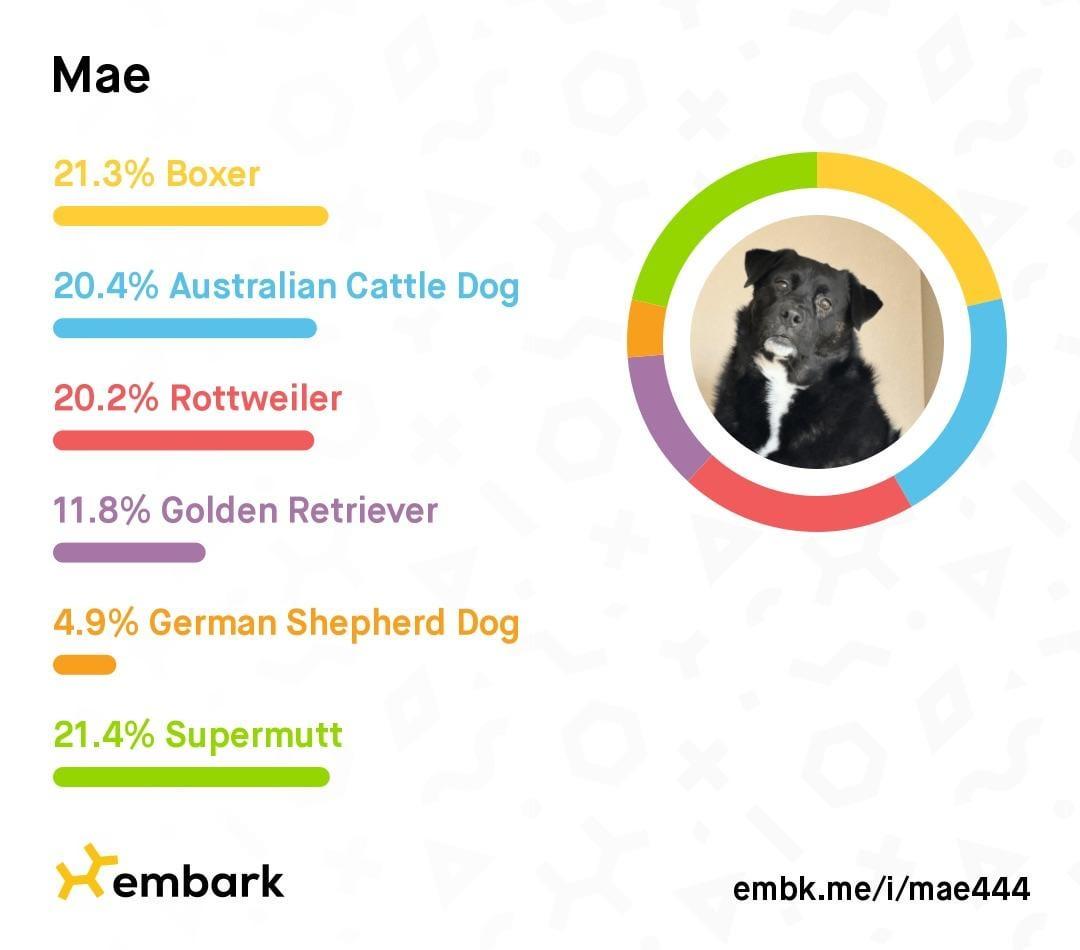 Mae
21.3% Boxer
20.4% Australian Cattle Dog
20.2% Rottweiler
11.8% Golden Retriever
4.9% German Shepherd Dog
21.4% Supermutt
embark
embk.me/i/mae444